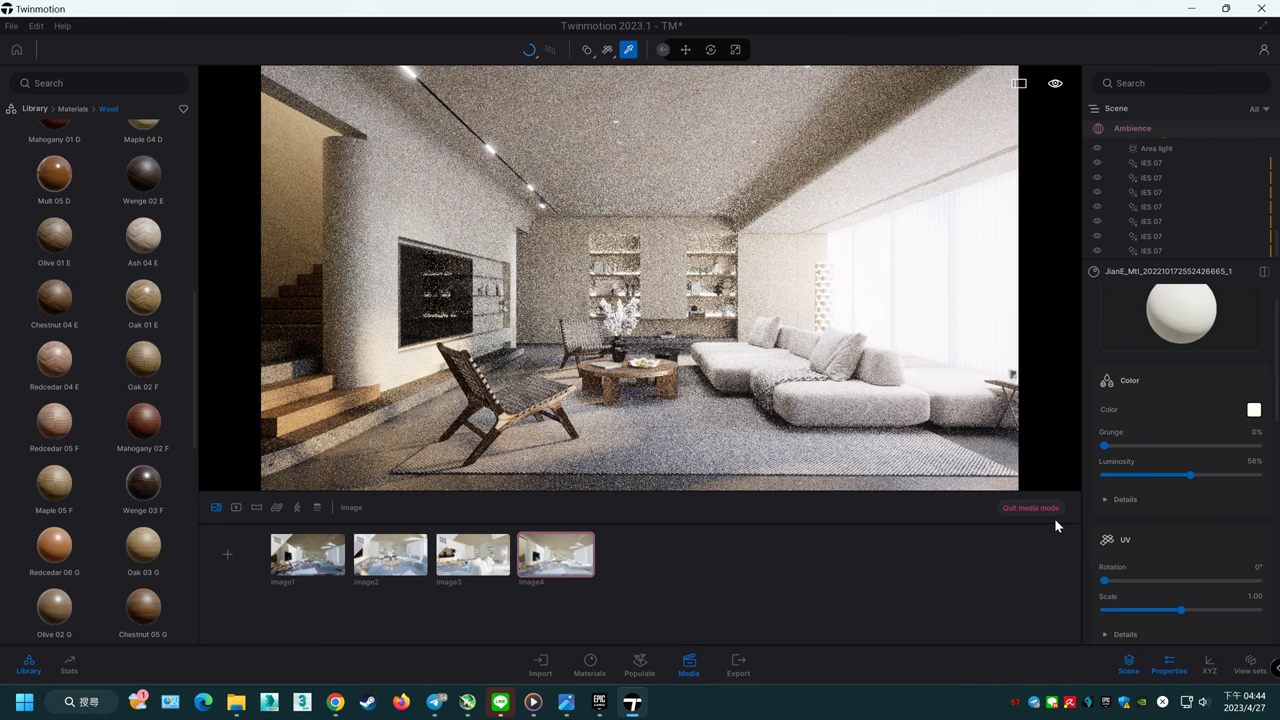 Twinmotion
File Edit Help
Twinmotion 2023.1 - TM*
Search
Library > Materials > Wood
Mahogany 01 D
Maple 04 D
Mult 05 D
Wenge 02 E
Olive 01 E
Ash 04 E
Chestnut 04 E
Oak 01 E
Redcedar 04 E
Oak 02 F
Redcedar 05 F
Mahogany 02 F
Maple 05 F
Wenge 03 F
Redcedar 06 G
Oak 03 G
Olive 02 G
Chestnut 05 G
Image
Quit media mode
Image1
Image2
Image3
Image4
Search
Scene
All
Ambience
Area light
IES 07
IES 07
IES 07
IES 07
IES 07
IES 07
IES 07
JianE_Mtl_202210172552426665_1
Color
Color
Grunge 0%
Luminosity 56%
Details
UV
Rotation 0°
Scale 1.00
Details
Library
Stats
Import
Materials
Populate
Media
Export
Scene
Properties
XYZ
View sets
搜尋
1
3
LINE
EPIC
下午 04:44
2023/4/27